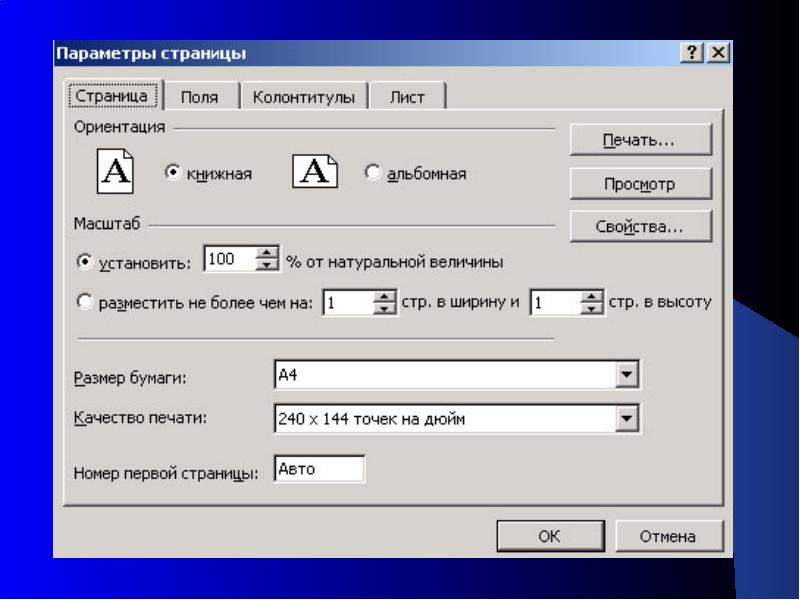 Параметры страницы
Страница Поля Колонтитулы Лист
Ориентация
Печать...
A книжная A альбомная
Просмотр
Масштаб
Свойства...
установить: 100 % от натуральной величины
разместить не более чем на: 1 стр. в ширину и 1 стр. в высоту
Размер бумаги: A4
Качество печати: 240 x 144 точек на дюйм
Номер первой страницы: Авто
ОК Отмена